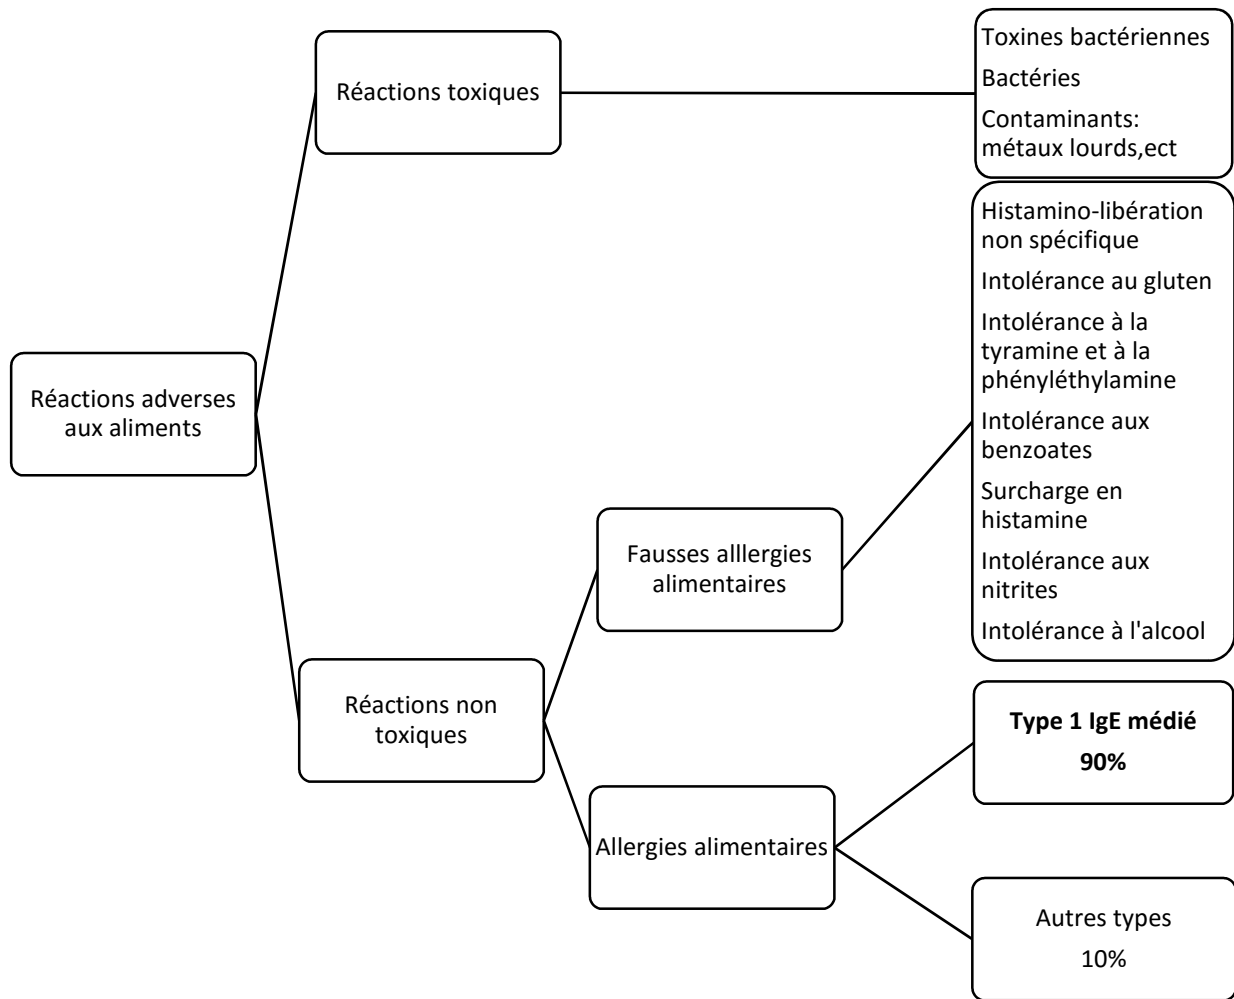 Toxines bactériennes
Réactions toxiques
Bactéries
Contaminants:
métaux lourds,ect
Histamino-libération
non spécifique
Intolérance au gluten
Intolérance à la
tyramine et à la
phényléthylamine
Réactions adverses
aux aliments
Intolérance aux
benzoates
Surcharge en
histamine
Fausses alllergies
alimentaires
Intolérance aux
nitrites
Intolérance à l'alcool
Réactions non
toxiques
Type 1 IgE médié
90%
Allergies alimentaires
Autres types
10%